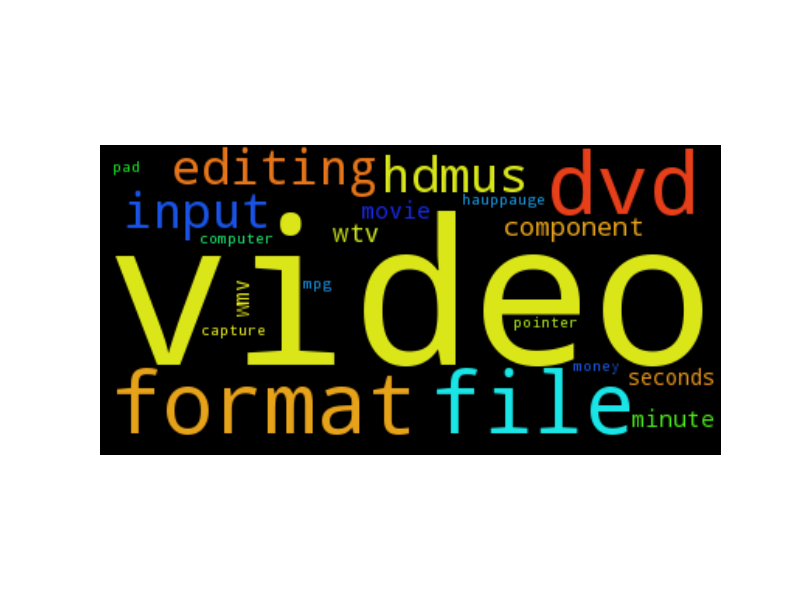 pad
editing
hdmus
dvd
input
movie
hauppauge
computer
wtv
component
video
wmv
mpg
capture
pointer
format
file
money
seconds
minute